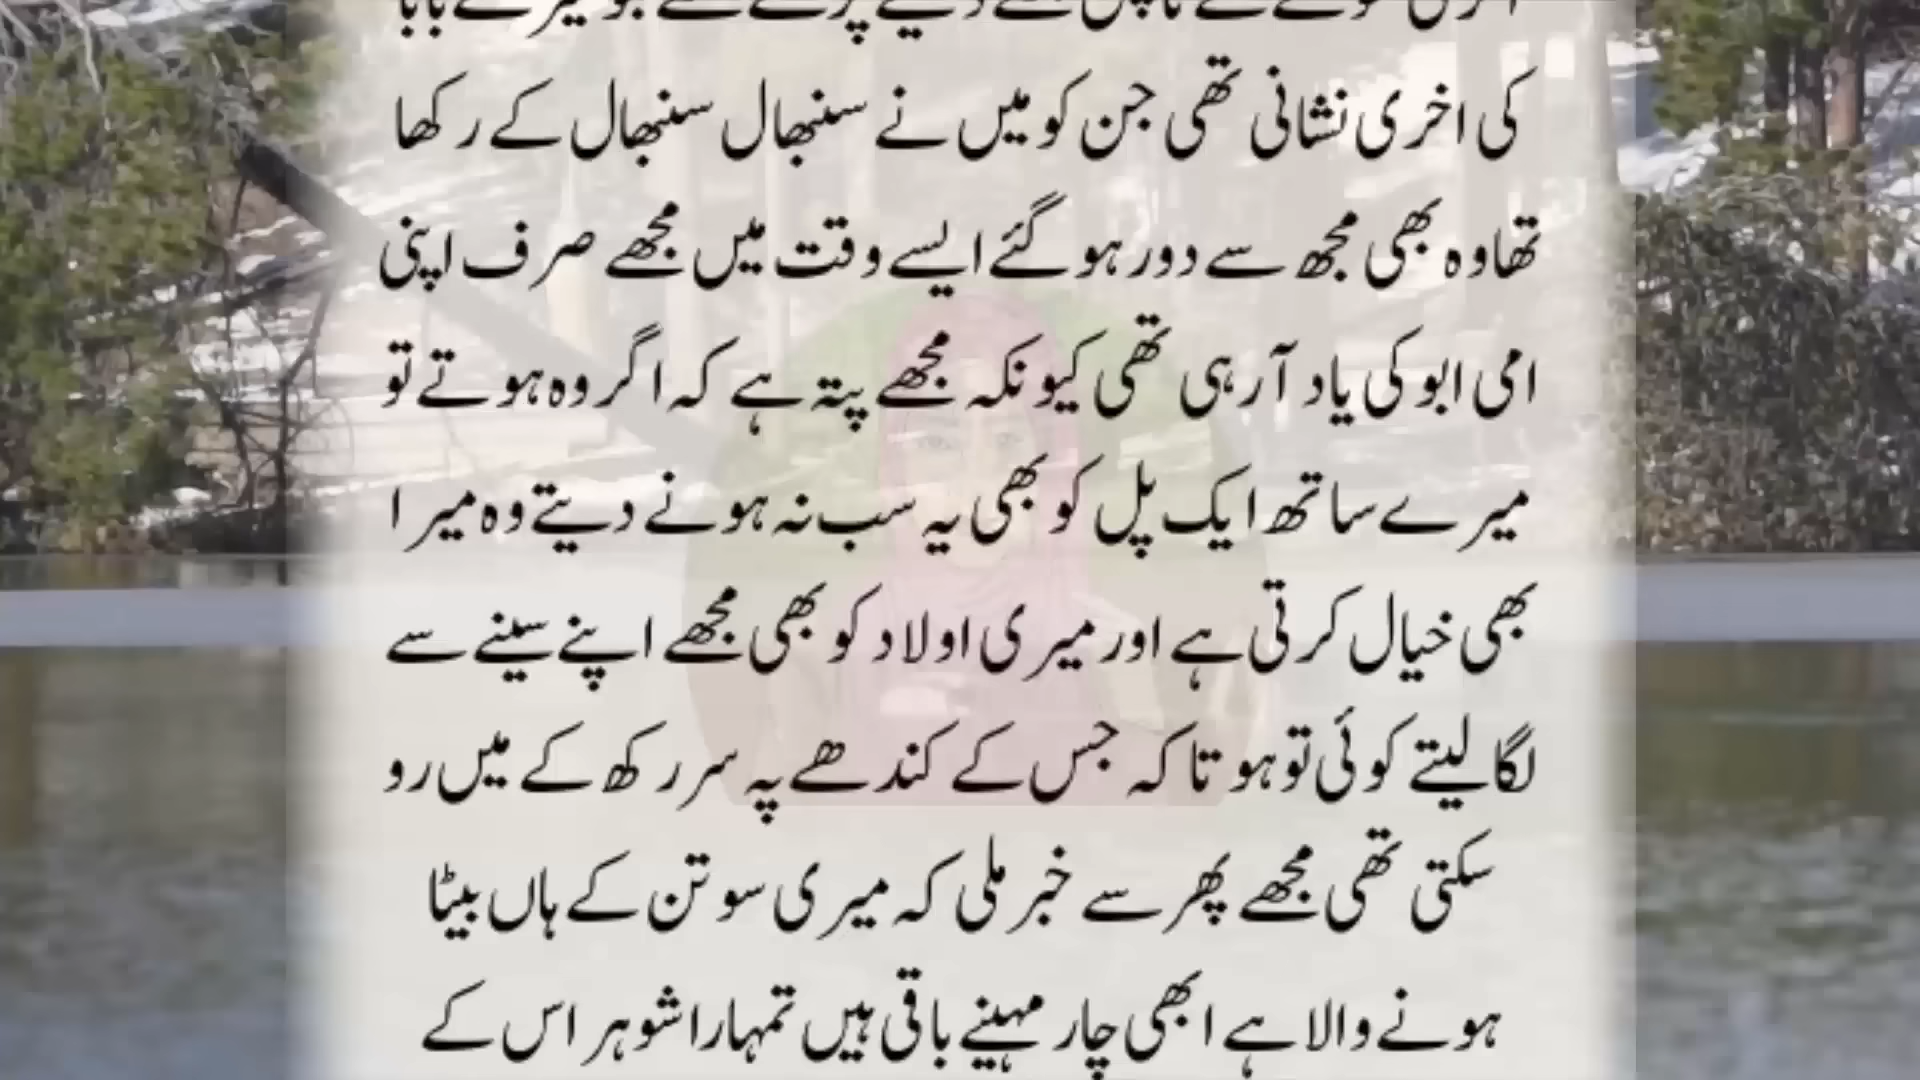 کی اخری نشانی تھی جن کو میں نے سنبھال سنبھال کے رکھا
تھا وہ بھی مجھ سے دور ہو گئے ایسے وقت میں مجھے صرف اپنی
امی ابو کی یاد آ رہی تھی کیونکہ مجھے پتہ ہے کہ اگر وہ ہوتے تو
میرے ساتھ ایک پل کو بھی یہ سب نہ ہونے دیتے وہ میرا
بھی خیال کرتی ہے اور میری اولاد کو بھی مجھے اپنے سینے سے
لگا لیتے کوئی تو ہوتا کہ جس کے کندھے پہ سر رکھ کے میں رو
سکتی تھی مجھے پھر سے خبر ملی کہ میری سوتن کے ہاں بیٹا
ہونے والا ہے ابھی چار مہینے باقی ہیں تمہارا شوہر اس کے